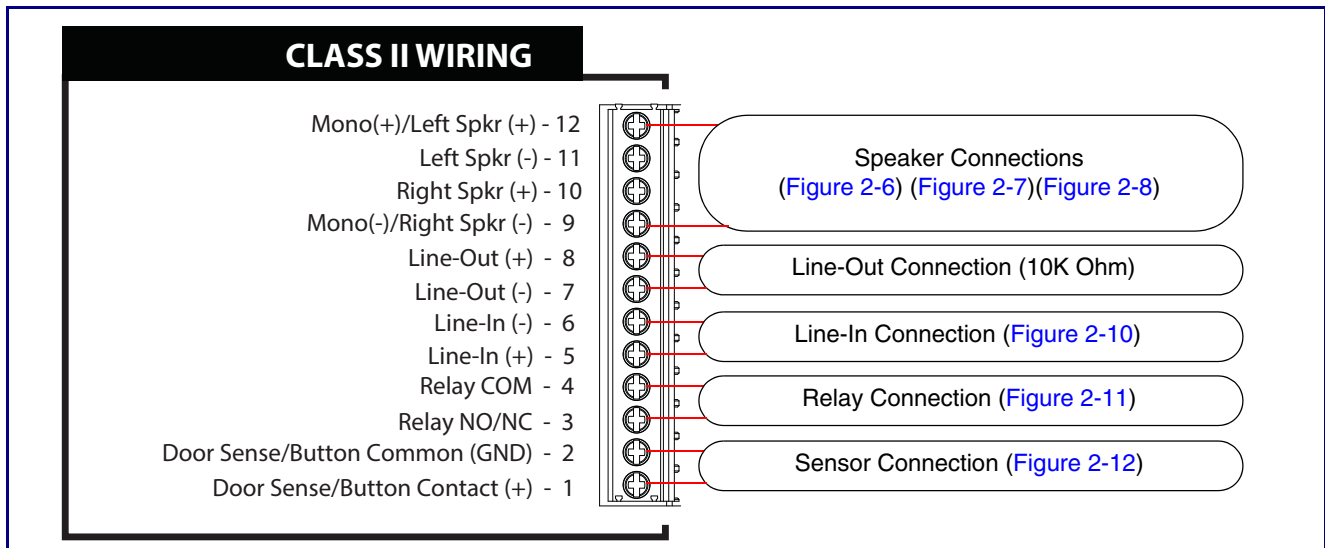 CLASS II WIRING
Mono(+)/Left Spkr (+) - 12
Left Spkr (-) - 11
Right Spkr (+) - 10
Mono(-)/Right Spkr (-) - 9
Line-Out (+) - 8
Line-Out (-) - 7
Line-In (-) - 6
Line-In (+) - 5
Relay COM - 4
Relay NO/NC - 3
Door Sense/Button Common (GND) - 2
Door Sense/Button Contact (+) - 1
Speaker Connections
(Figure 2-6) (Figure 2-7)(Figure 2-8)
Line-Out Connection (10K Ohm)
Line-In Connection (Figure 2-10)
Relay Connection (Figure 2-11)
Sensor Connection (Figure 2-12)